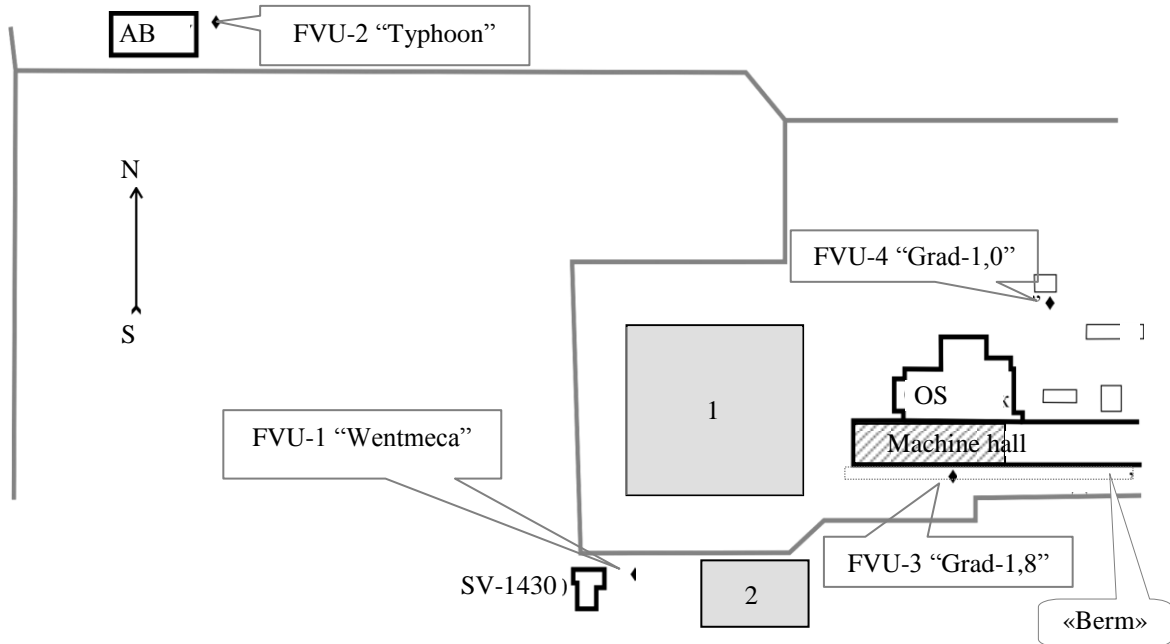 AB
FVU-2 “Typhoon”
N
S
FVU-4 “Grad-1,0”
1
OS
FVU-1 “Wentmeca”
Machine hall
FVU-3 “Grad-1,8”
SV-1430
2
«Berm»